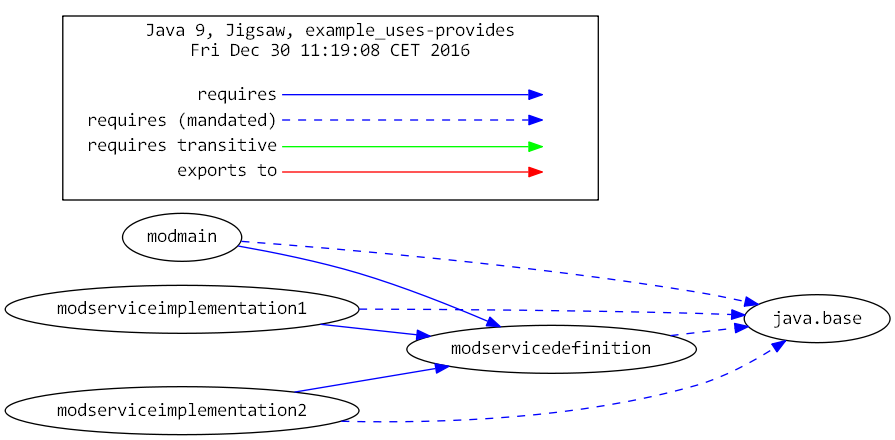 Java 9, Jigsaw, example_uses-provides
Fri Dec 30 11:19:08 CET 2016
requires
requires (mandated)
requires transitive
exports to
modmain
modserviceimplementation1
java.base
modservicedefinition
modserviceimplementation2